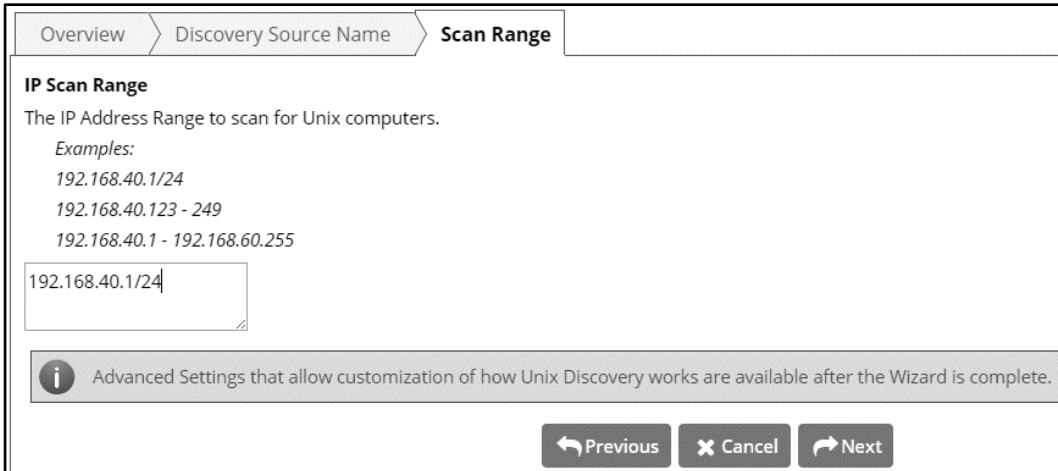 Overview Discovery Source Name Scan Range
IP Scan Range
The IP Address Range to scan for Unix computers.
Examples:
192.168.40.1/24
192.168.40.123 - 249
192.168.40.1 - 192.168.60.255
192.168.40.1/24
Advanced Settings that allow customization of how Unix Discovery works are available after the Wizard is complete.
Previous Cancel Next